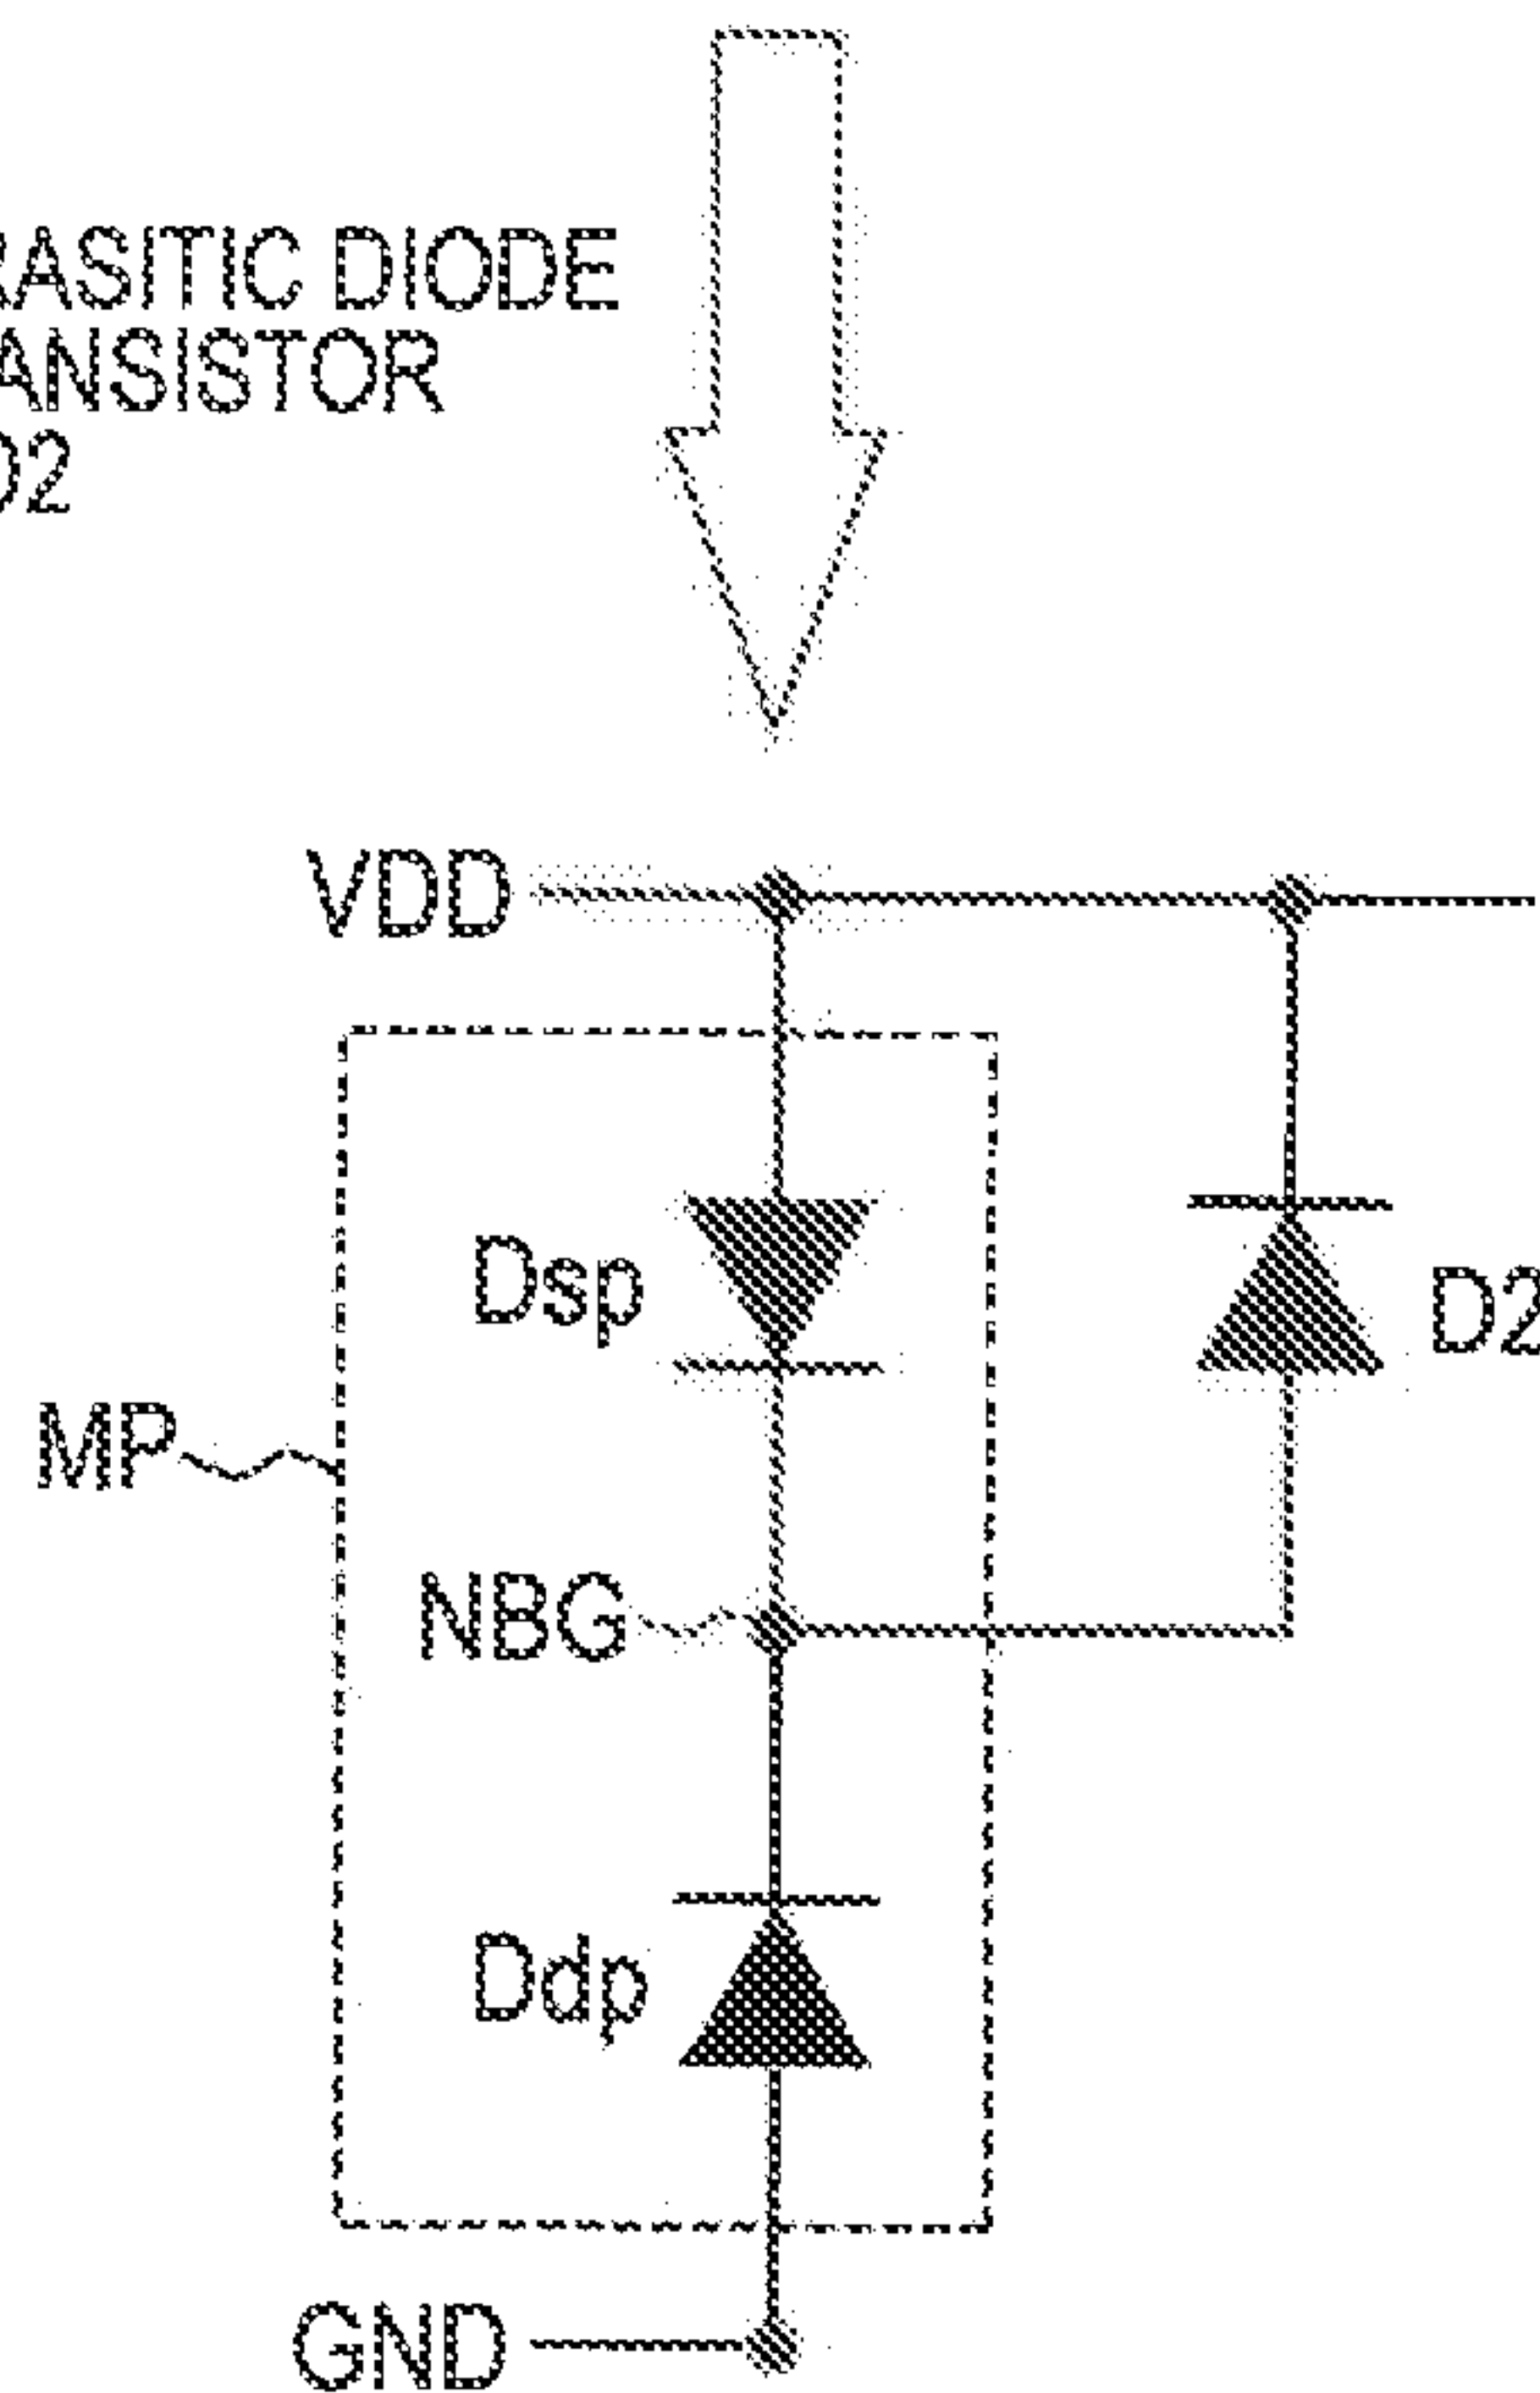 RASITIC DIODE
ANSISTOR
D2
VDD
Dsp
D2
MP
NBG
Ddp
GND